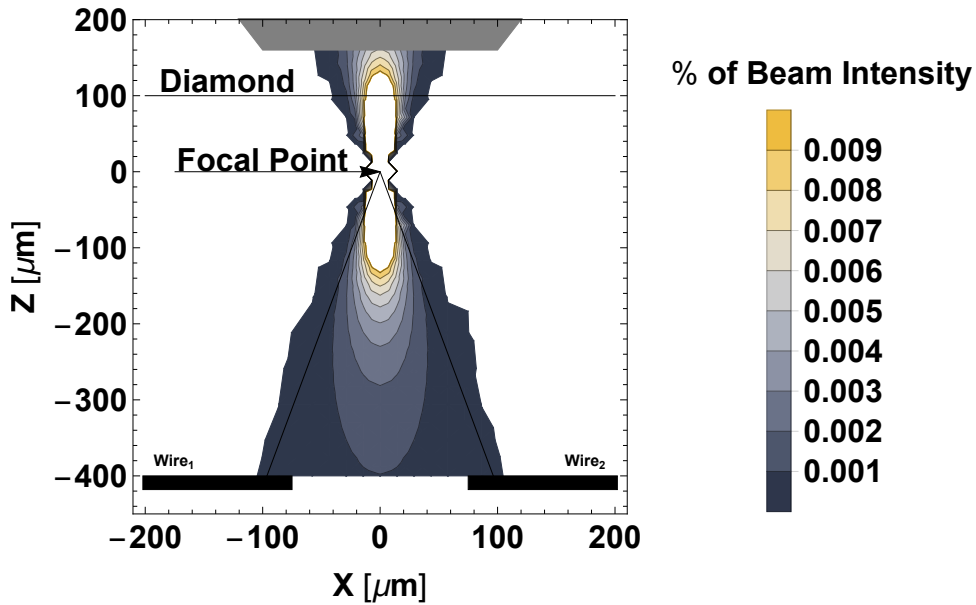 200
100
0
−100
−200
−300
−400
Z [μm]
Diamond
Focal Point
Wire1
Wire2
−200 −100 0 100 200
X [μm]
% of Beam Intensity
0.009
0.008
0.007
0.006
0.005
0.004
0.003
0.002
0.001